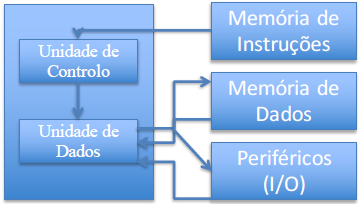 Unidade de
Controlo
Unidade de
Dados
Memória de
Instruções
Memória de
Dados
Periféricos
(I/O)